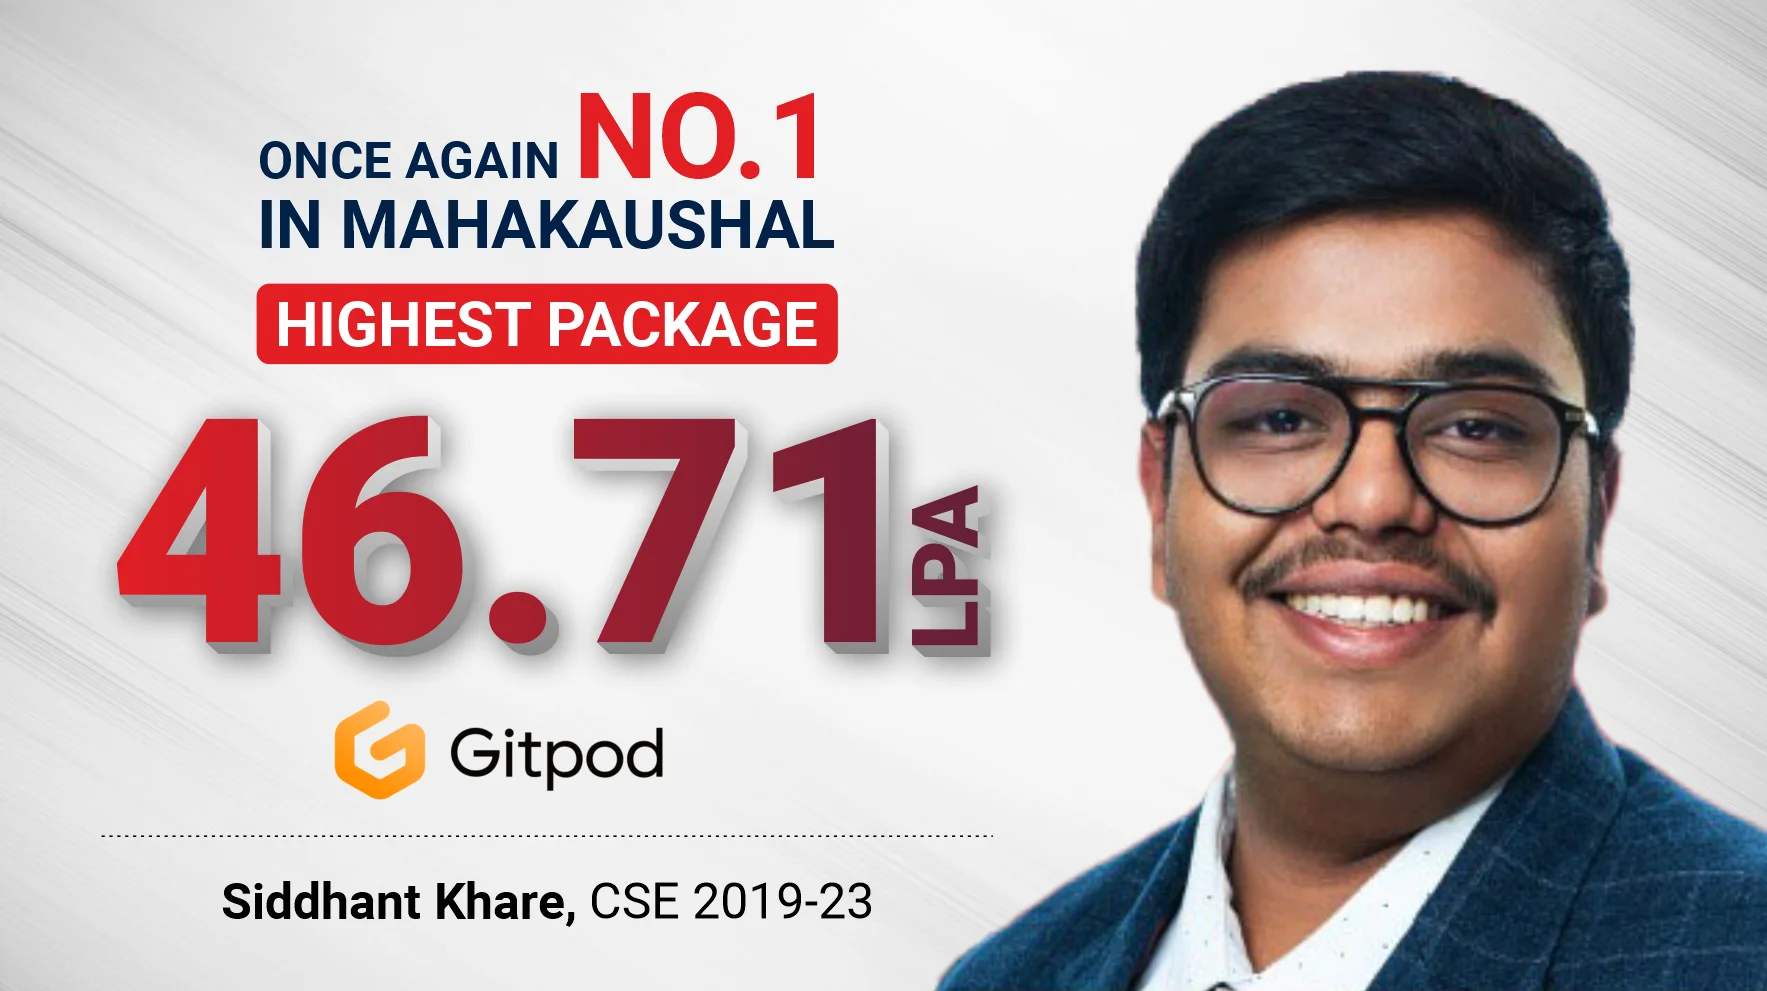 ONCE AGAIN NO.1
IN MAHAKAUSHAL
HIGHEST PACKAGE
46.71 LPA
Gitpod
Siddhant Khare, CSE 2019-23